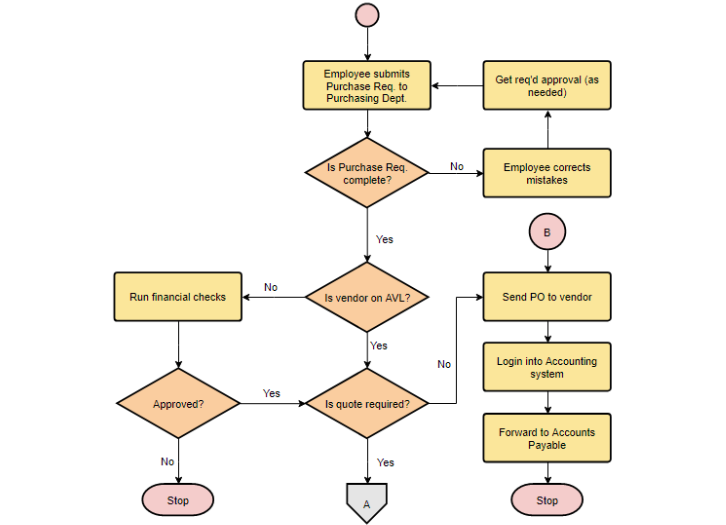 Employee submits
Purchase Req. to
Purchasing Dept.
Get req'd approval (as
needed)
Is Purchase Req.
complete?
No
Employee corrects
mistakes
Yes
B
Run financial checks
No
Is vendor on AVL?
Send PO to vendor
Yes
No
Login into Accounting
system
Approved?
Yes
Is quote required?
Forward to Accounts
Payable
No
Yes
Stop
A
Stop